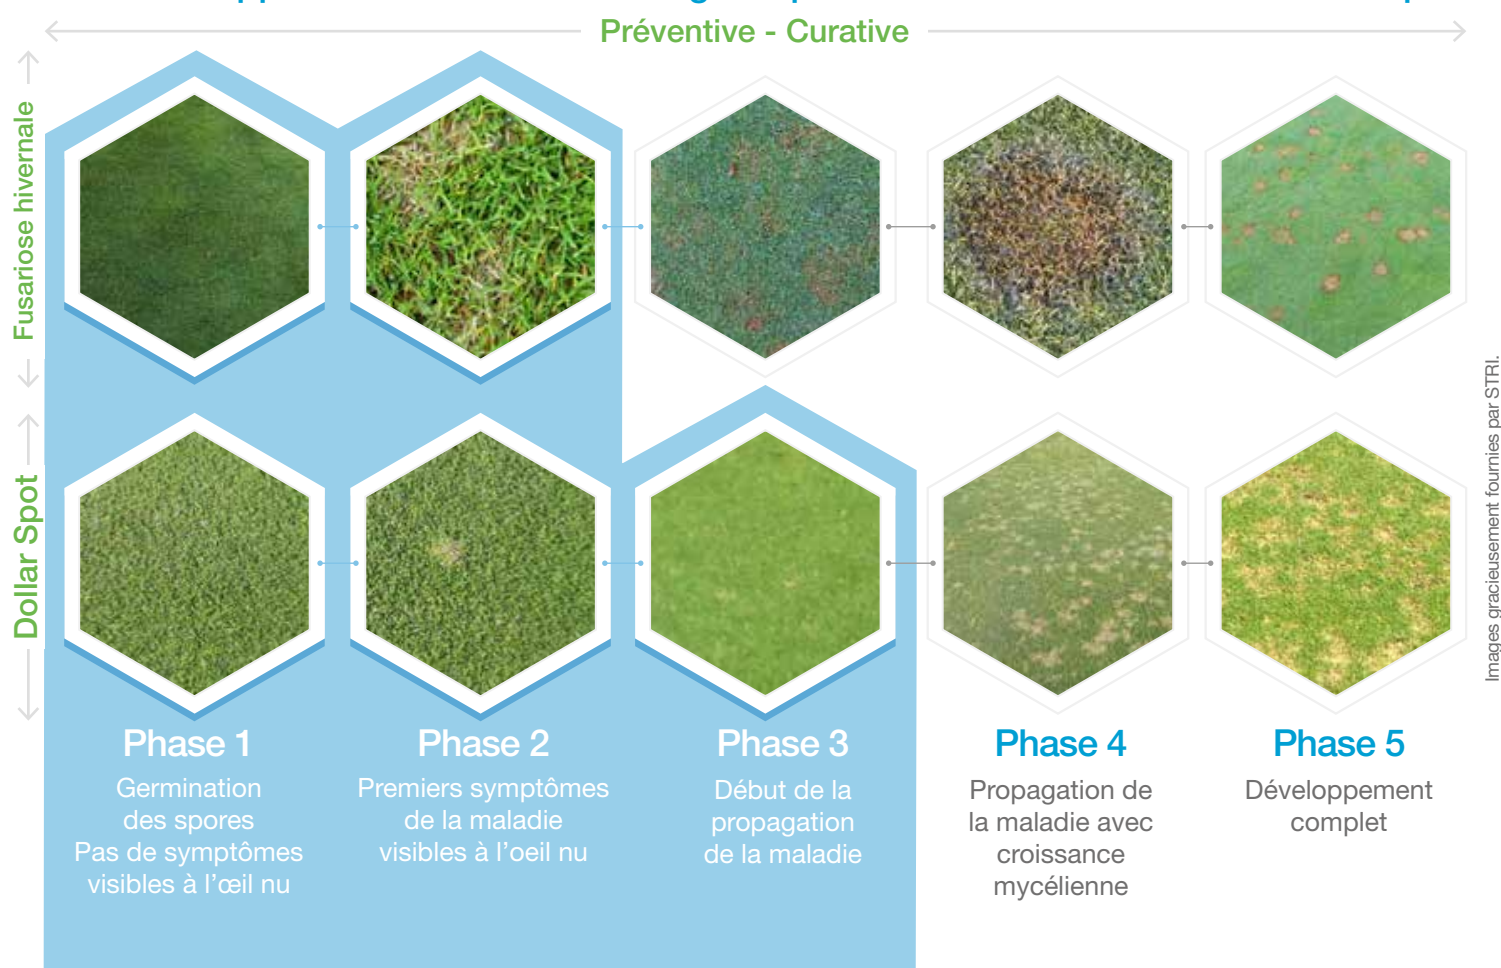 Préventive - Curative
Fusariose hivernale
Dollar Spot
Phase 1
Germination
des spores
Pas de symptômes
visibles à l'œil nu
Phase 2
Premiers symptômes
de la maladie
visibles à l'oeil nu
Phase 3
Début de la
propagation
de la maladie
Phase 4
Propagation de
la maladie avec
croissance
mycélienne
Phase 5
Développement
complet
Images gracieusement fournies par STRI.